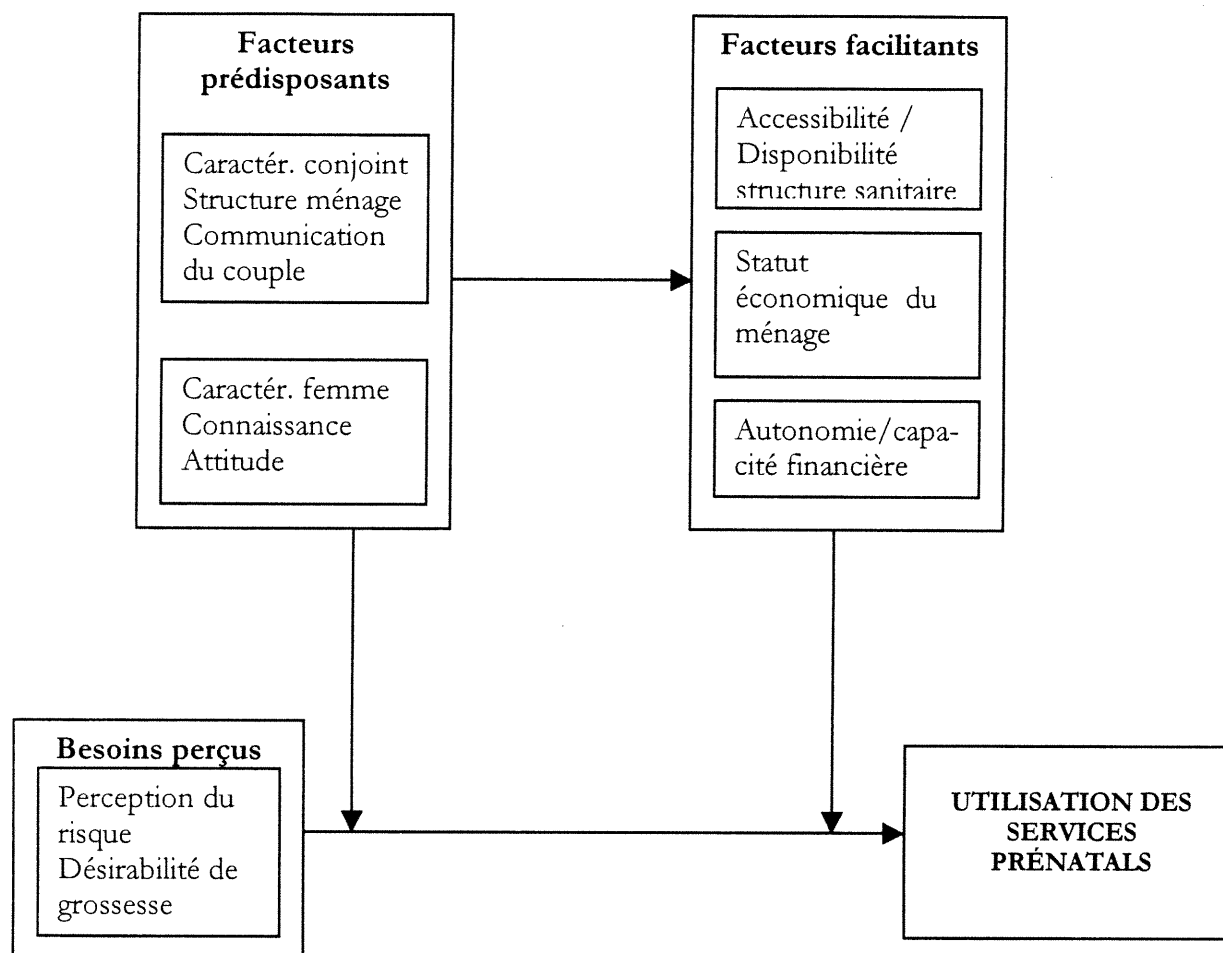 Facteurs
prédisposants
Caractér. conjoint
Structure ménage
Communication
du couple
Caractér. femme
Connaissance
Attitude
Facteurs facilitants
Accessibilité /
Disponibilité
structure sanitaire
Statut
économique du
ménage
Autonomie/capa-
cité financière
Besoins perçus
Perception du
risque
Désirabilité de
grossesse
UTILISATION DES
SERVICES
PRÉNATALS